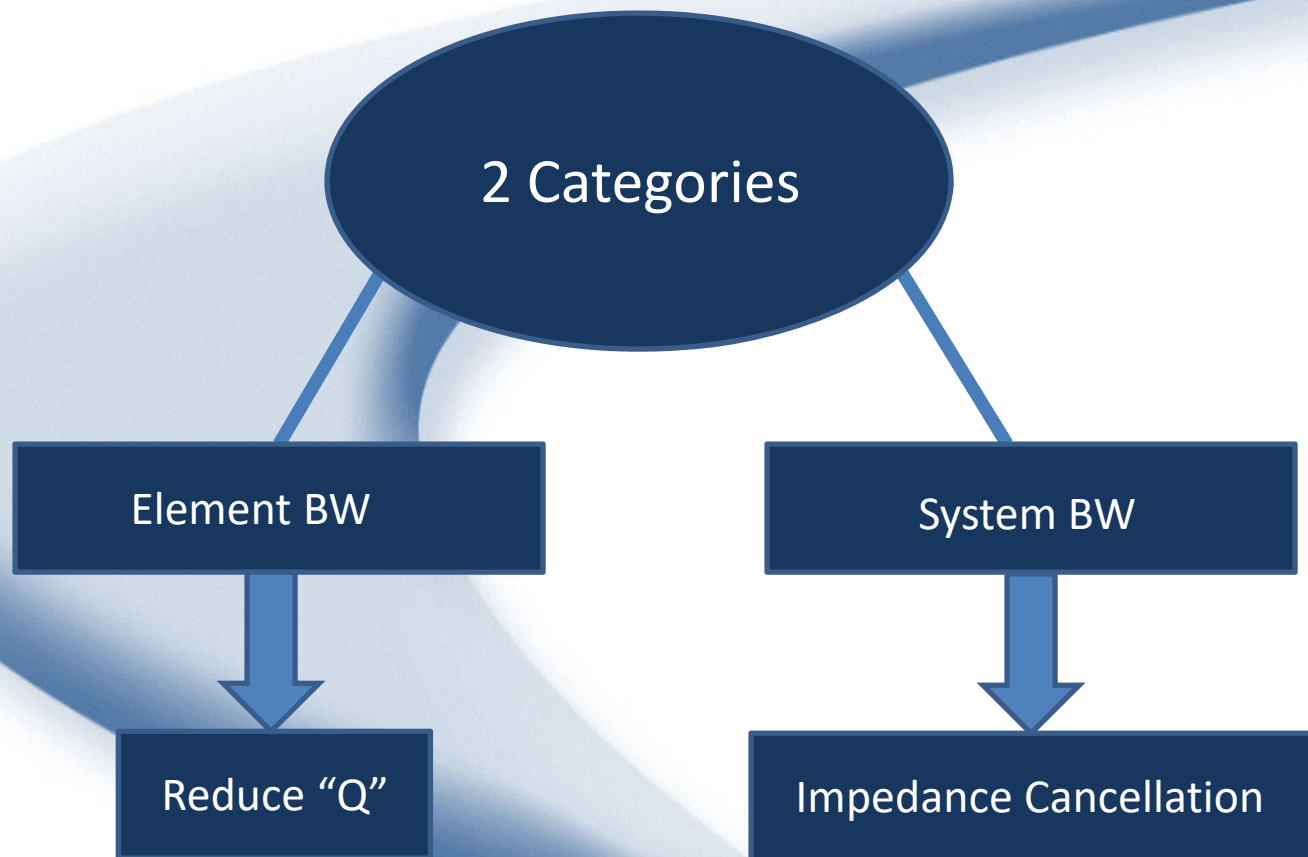 2 Categories
Element BW
System BW
Reduce “Q”
Impedance Cancellation